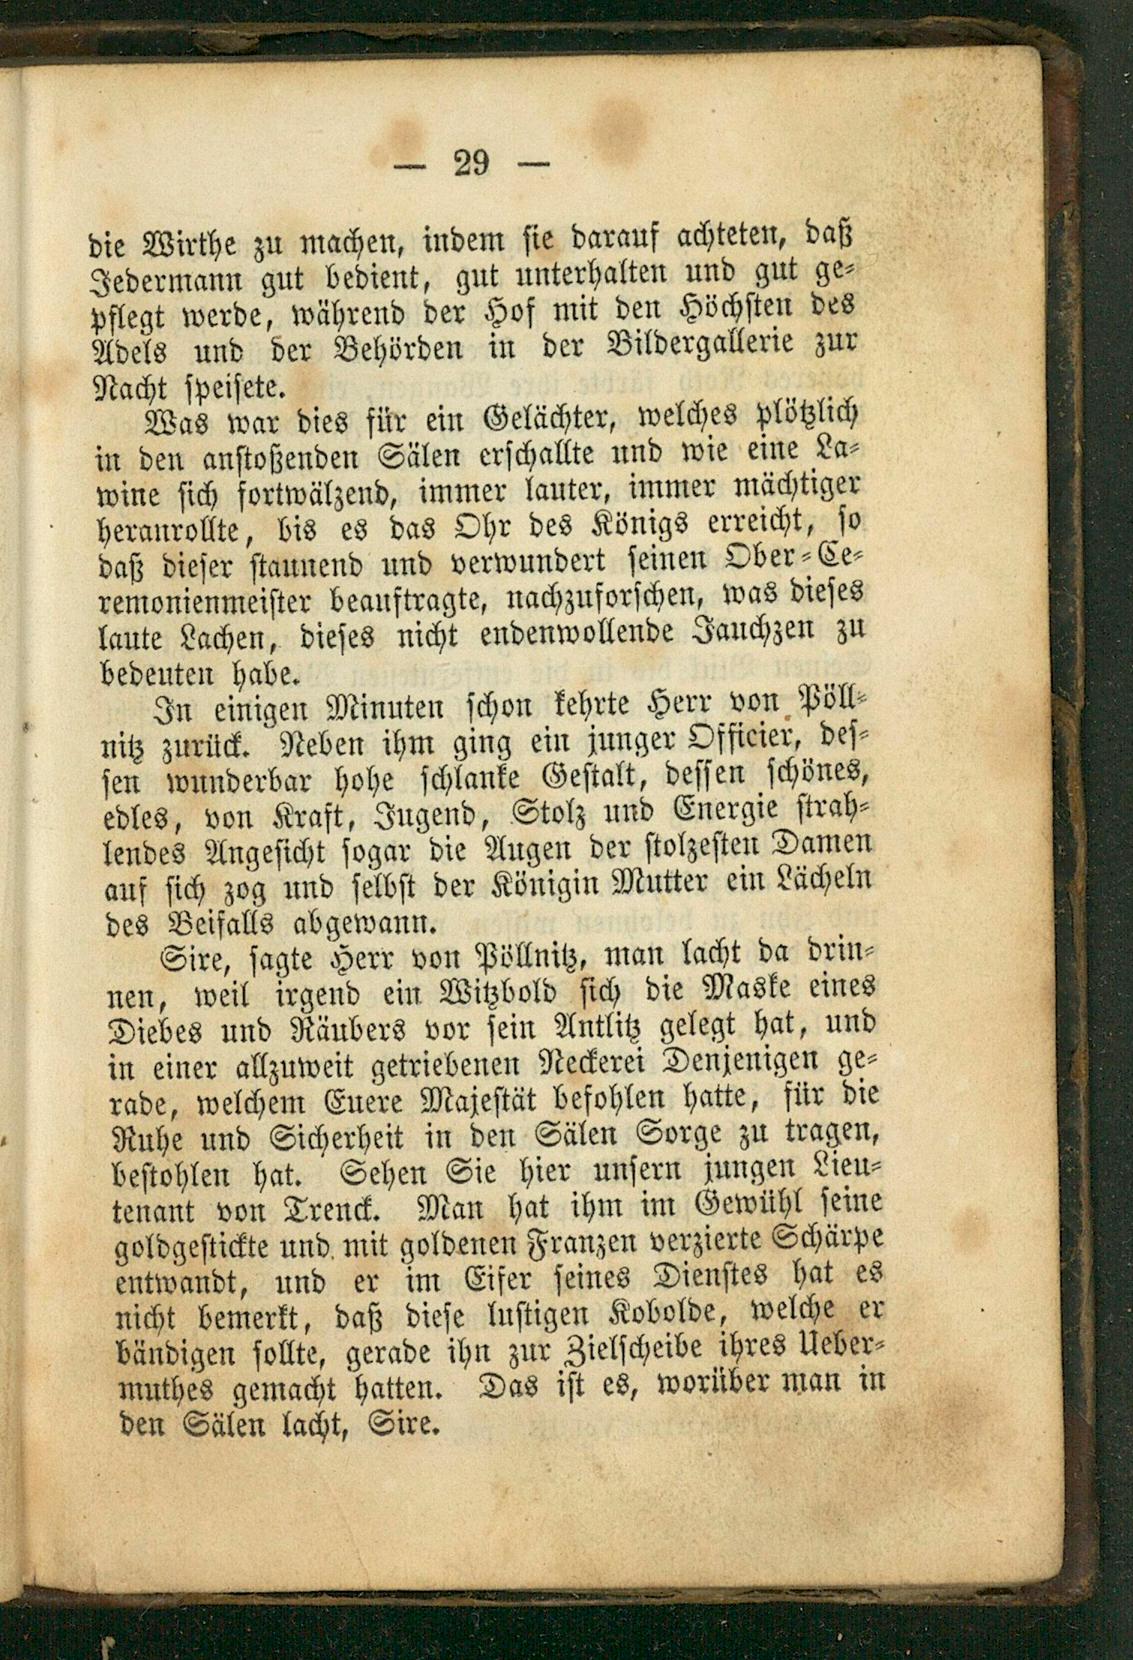 — 29 —
die Wirthe zu machen, indem sie darauf achteten, daß
Jedermann gut bedient, gut unterhalten und gut ge-
pflegt werde, während der Hof mit den Höchsten des
Adels und der Behörden in der Bildergallerie zur
Nacht speisete.
Was war dies für ein Gelächter, welches plötzlich
in den anstoßenden Sälen erschallte und wie eine La-
wine sich fortwälzend, immer lauter, immer mächtiger
heranrollte, bis es das Ohr des Königs erreicht, so
daß dieser staunend und verwundert seinen Ober-Ce-
remonienmeister beauftragte, nachzuforschen, was dieses
laute Lachen, dieses nicht endenwollende Jauchzen zu
bedeuten habe.
In einigen Minuten schon kehrte Herr von Pöll-
nitz zurück. Neben ihm ging ein junger Officier, des-
sen wunderbar hohe schlanke Gestalt, dessen schönes,
edles, von Kraft, Jugend, Stolz und Energie strah-
lendes Angesicht sogar die Augen der stolzesten Damen
auf sich zog und selbst der Königin Mutter ein Lächeln
des Beifalls abgewann.
Sire, sagte Herr von Pöllnitz, man lacht da drin-
nen, weil irgend ein Witzbold sich die Maske eines
Diebes und Räubers vor sein Antlitz gelegt hat, und
in einer allzuweit getriebenen Neckerei Denjenigen ge-
rade, welchem Euere Majestät befohlen hatte, für die
Ruhe und Sicherheit in den Sälen Sorge zu tragen,
bestohlen hat. Sehen Sie hier unsern jungen Lieu-
tenant von Trenck. Man hat ihm im Gewühl seine
goldgestickte und mit goldenen Franzen verzierte Schärpe
entwandt, und er im Eifer seines Dienstes hat es
nicht bemerkt, daß diese lustigen Kobolde, welche er
bändigen sollte, gerade ihn zur Zielscheibe ihres Ueber-
muthes gemacht hatten. Das ist es, worüber man in
den Sälen lacht, Sire.